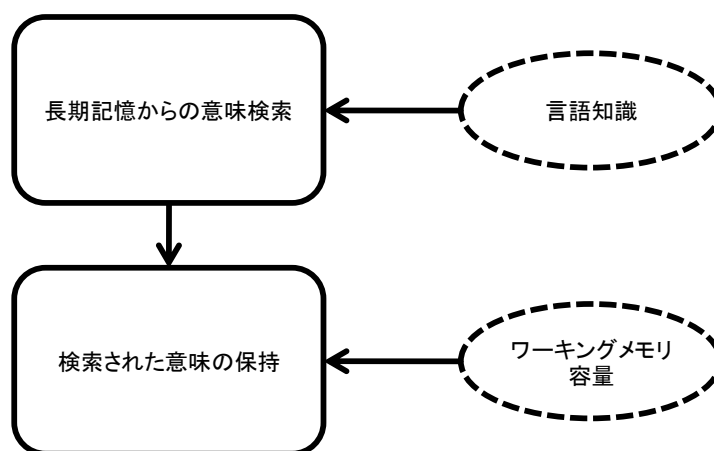 長期記憶からの意味検索
言語知識
検索された意味の保持
ワーキングメモリ
容量